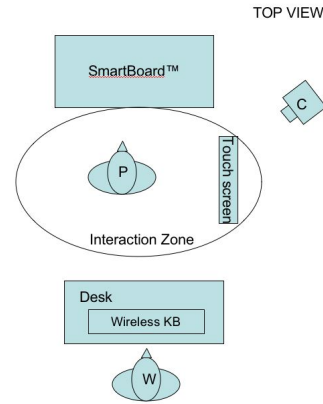 TOP VIEW
SmartBoard™
C
P
Touch screen
Interaction Zone
Desk
Wireless KB
W